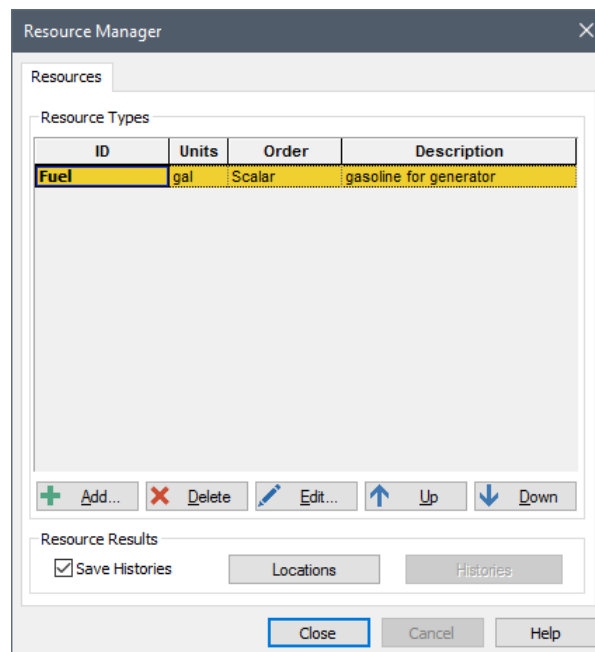 Resource Manager
Resources
Resource Types
ID Units Order Description
Fuel gal Scalar gasoline for generator
Add... Delete Edit... Up Down
Resource Results
Save Histories Locations Histories
Close Cancel Help